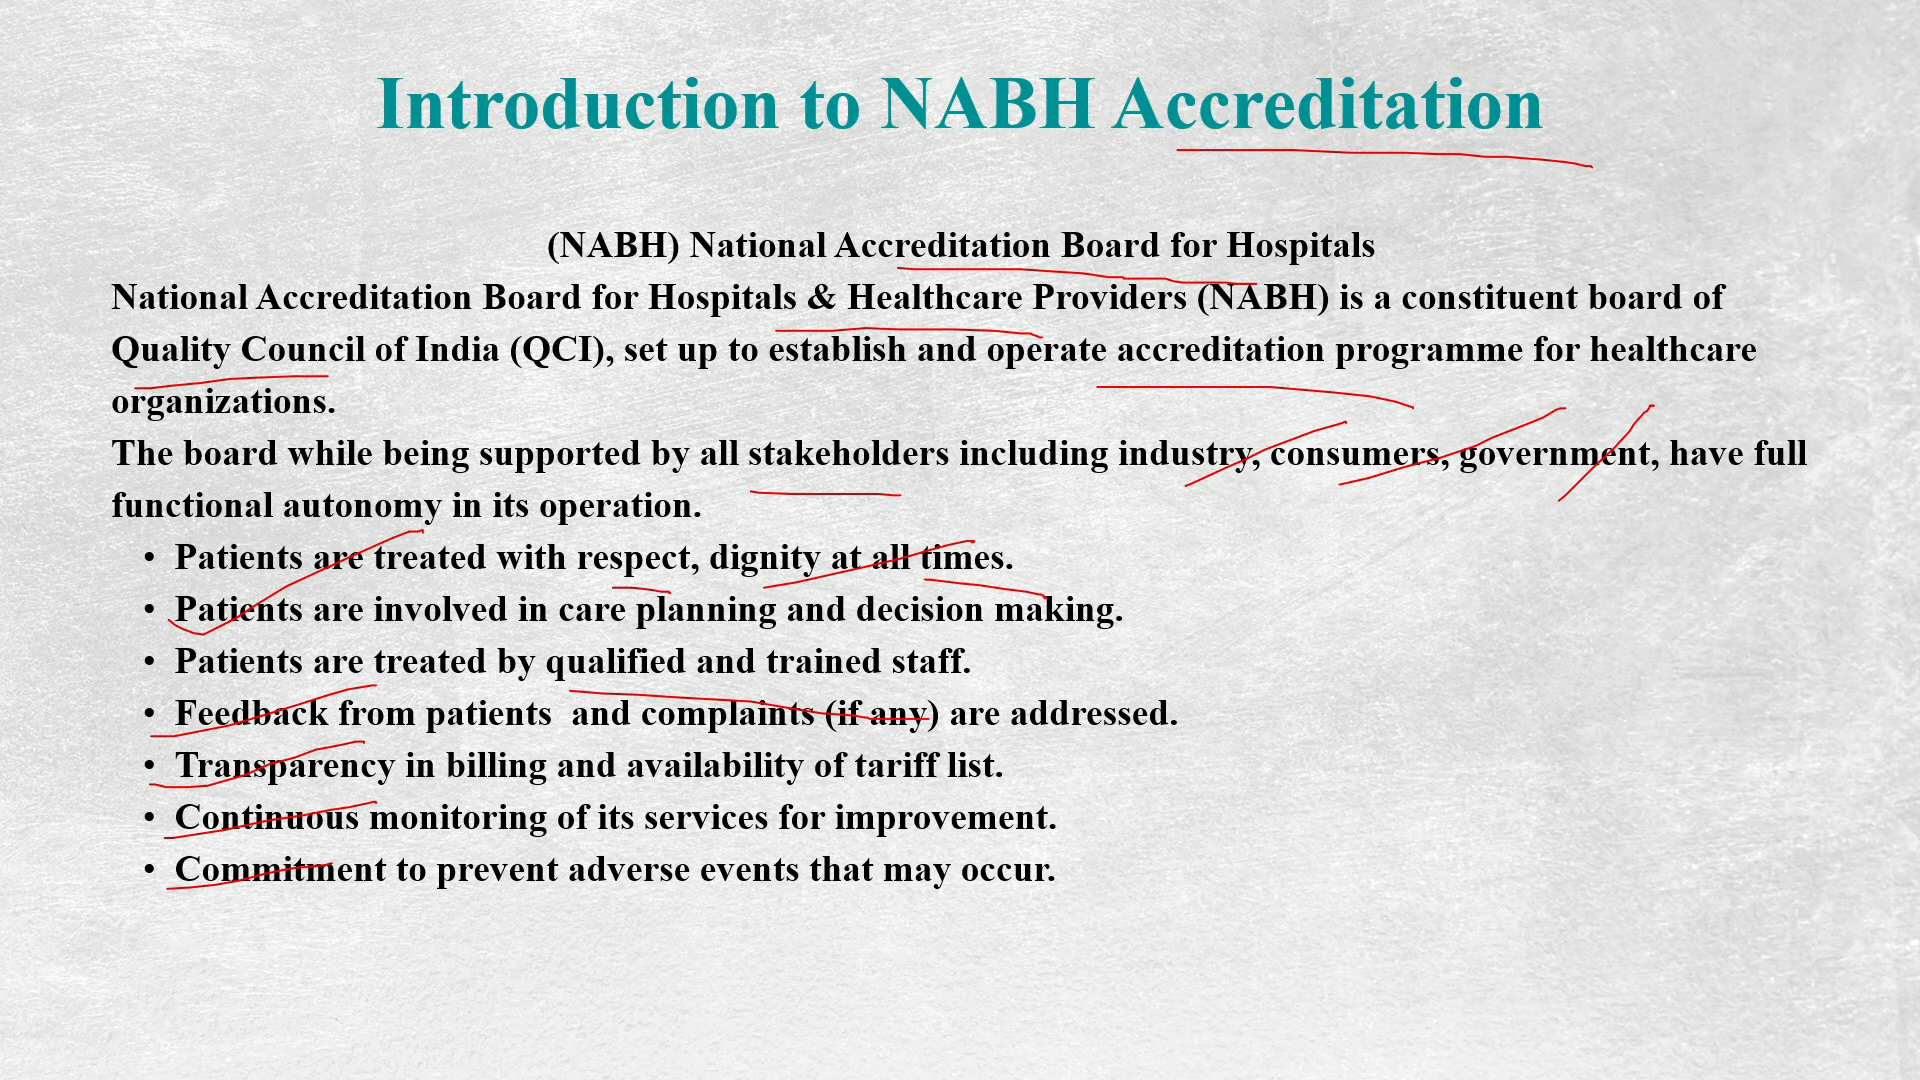 Introduction to NABH Accreditation
(NABH) National Accreditation Board for Hospitals
National Accreditation Board for Hospitals & Healthcare Providers (NABH) is a constituent board of
Quality Council of India (QCI), set up to establish and operate accreditation programme for healthcare
organizations.
The board while being supported by all stakeholders including industry, consumers, government, have full
functional autonomy in its operation.
• Patients are treated with respect, dignity at all times.
• Patients are involved in care planning and decision making.
• Patients are treated by qualified and trained staff.
• Feedback from patients  and complaints (if any) are addressed.
• Transparency in billing and availability of tariff list.
• Continuous monitoring of its services for improvement.
• Commitment to prevent adverse events that may occur.